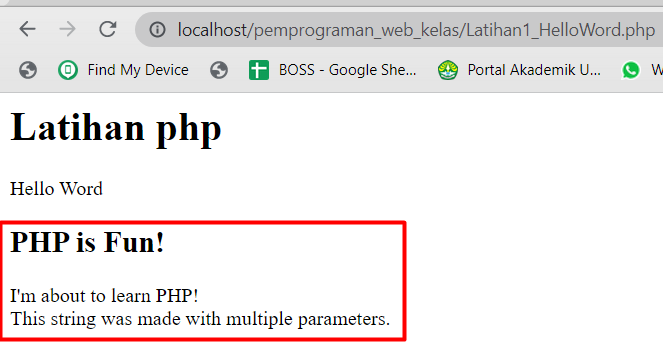 localhost/pemprograman_web_kelas/Latihan1_HelloWord.php
Find My Device BOSS - Google She... Portal Akademik U... W
Latihan php
Hello Word
PHP is Fun!
I'm about to learn PHP!
This string was made with multiple parameters.